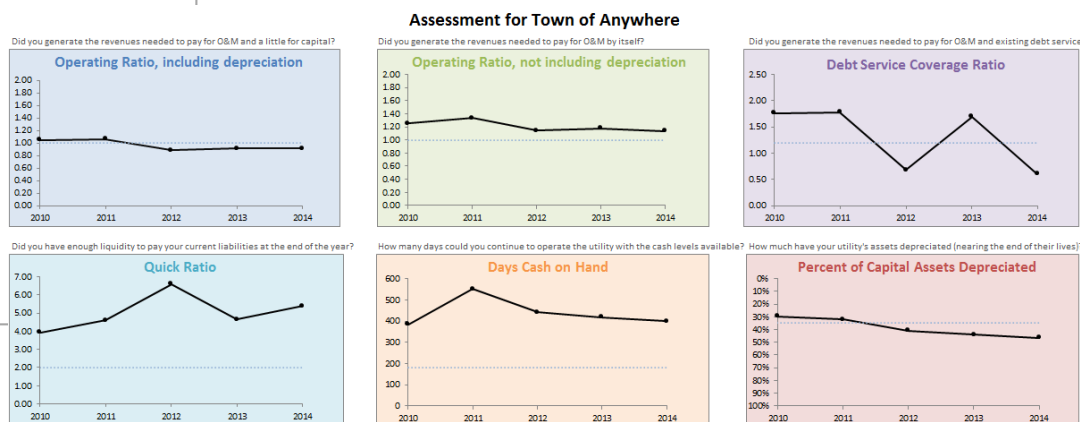 Assessment for Town of Anywhere
Did you generate the revenues needed to pay for O&M and a little for capital?
Operating Ratio, including depreciation
2.00
1.80
1.60
1.40
1.20
1.00
0.80
0.60
0.40
0.20
0.00
2010 2011 2012 2013 2014
Did you generate the revenues needed to pay for O&M by itself?
Operating Ratio, not including depreciation
2.00
1.80
1.60
1.40
1.20
1.00
0.80
0.60
0.40
0.20
0.00
2010 2011 2012 2013 2014
Did you generate the revenues needed to pay for O&M and existing debt service
Debt Service Coverage Ratio
2.50
2.00
1.50
1.00
0.50
0.00
2010 2011 2012 2013 2014
Did you have enough liquidity to pay your current liabilities at the end of the year?
Quick Ratio
7.00
6.00
5.00
4.00
3.00
2.00
1.00
0.00
2010 2011 2012 2013 2014
How many days could you continue to operate the utility with the cash levels available?
Days Cash on Hand
600
500
400
300
200
100
0
2010 2011 2012 2013 2014
How much have your utility's assets depreciated (nearing the end of their lives)?
Percent of Capital Assets Depreciated
0%
10%
20%
30%
40%
50%
60%
70%
80%
90%
100%
2010 2011 2012 2013 2014